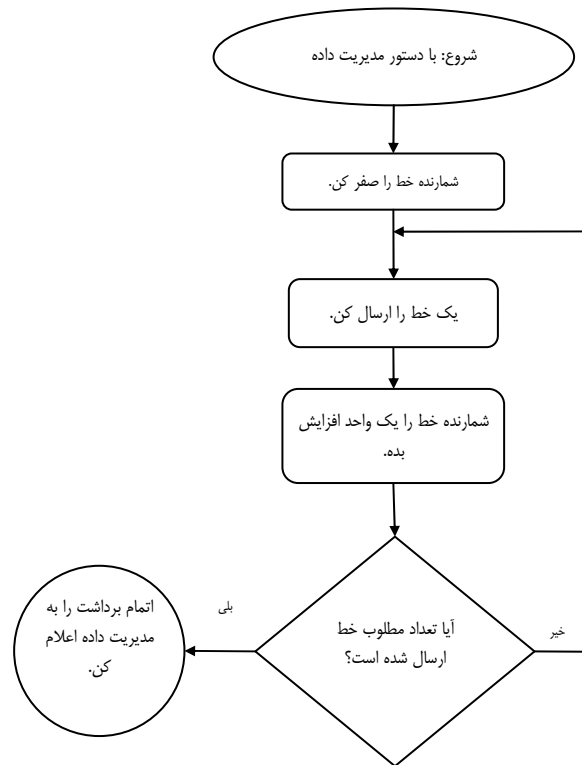 شروع: با دستور مدیریت داده
شمارنده خط را صفر کن.
یک خط را ارسال کن.
شمارنده خط را یک واحد افزایش
بده.
آیا تعداد مطلوب خط
ارسال شده است؟
خیر
بلی
اتمام برداشت را به
مدیریت داده اعلام
کن.